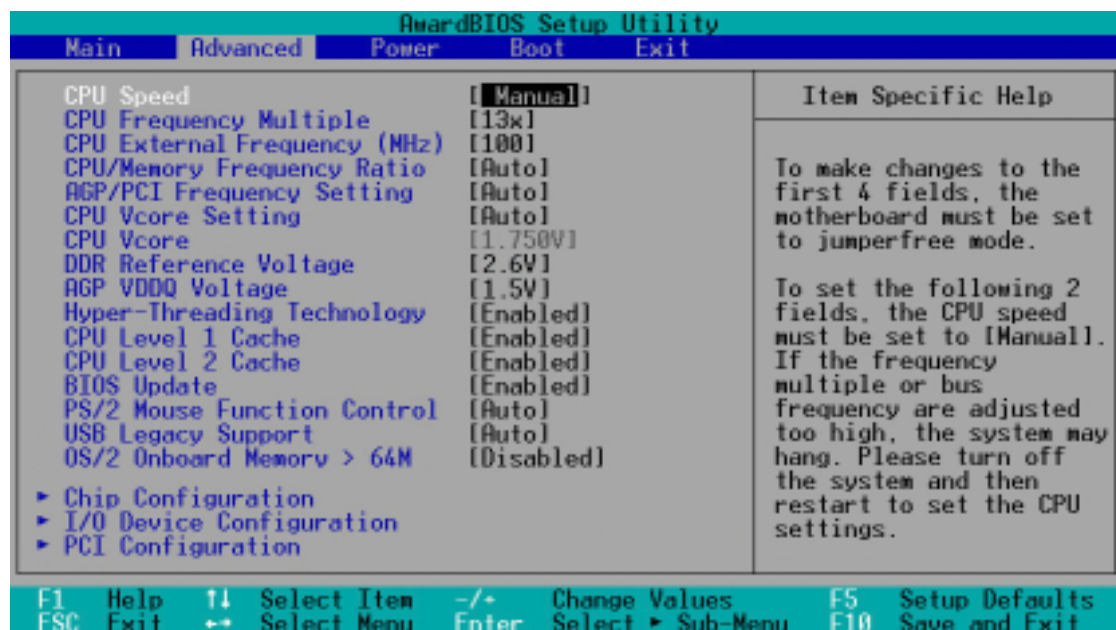 AwardBIOS Setup Utility
Main Advanced Power Boot Exit
CPU Speed [ Manual]
CPU Frequency Multiple [13x]
CPU External Frequency (MHz) [100]
CPU/Memory Frequency Ratio [Auto]
AGP/PCI Frequency Setting [Auto]
CPU Vcore Setting [Auto]
CPU Vcore [1.750V]
DDR Reference Voltage [2.6V]
AGP VDDQ Voltage [1.5V]
Hyper-Threading Technology [Enabled]
CPU Level 1 Cache [Enabled]
CPU Level 2 Cache [Enabled]
BIOS Update [Enabled]
PS/2 Mouse Function Control [Auto]
USB Legacy Support [Auto]
OS/2 Onboard Memory > 64M [Disabled]
► Chip Configuration
► I/O Device Configuration
► PCI Configuration
Item Specific Help
To make changes to the
first 4 fields, the
motherboard must be set
to jumperfree mode.
To set the following 2
fields, the CPU speed
must be set to [Manual].
If the frequency
multiple or bus
frequency are adjusted
too high, the system may
hang. Please turn off
the system and then
restart to set the CPU
settings.
F1 Help ↑↓ Select Item -/+ Change Values F5 Setup Defaults
ESC Exit ←→ Select Menu Enter Select ► Sub-Menu F10 Save and Exit